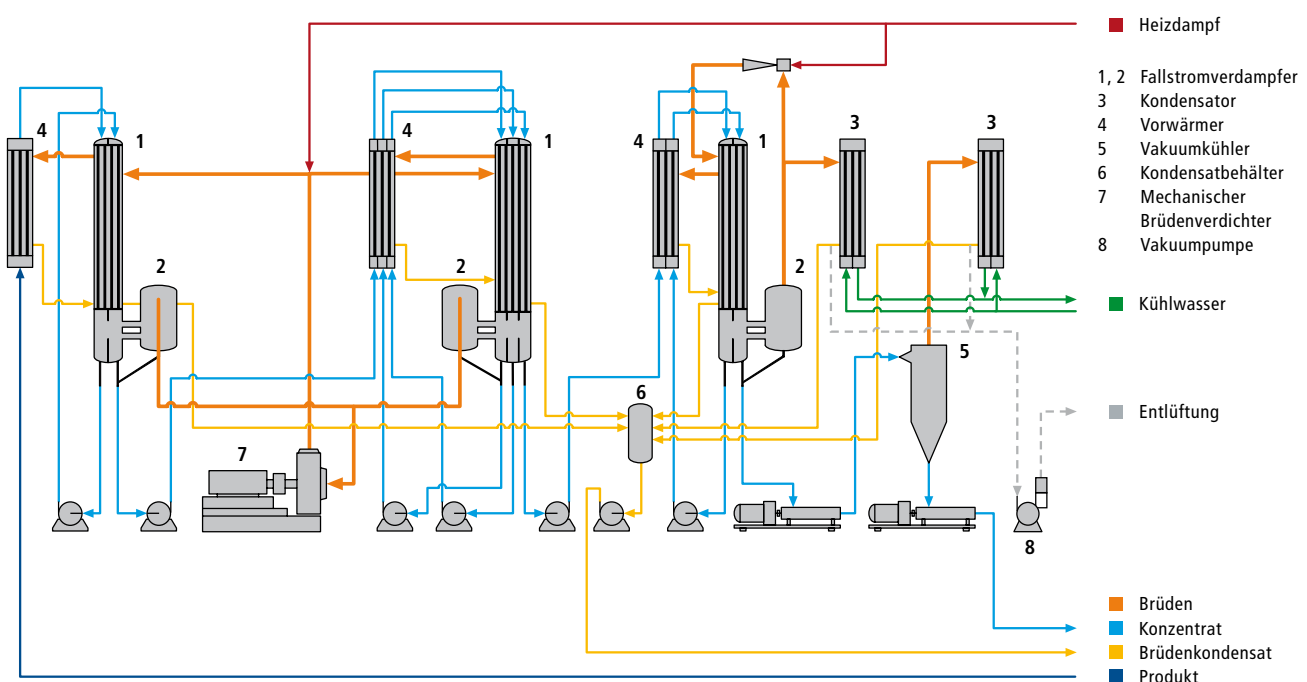 Heizdampf
1, 2 Fallstromverdampfer
3 Kondensator
4 Vorwärmer
5 Vakuumkühler
6 Kondensatbehälter
7 Mechanischer
Brüdenverdichter
8 Vakuumpumpe
Kühlwasser
Entlüftung
Brüden
Konzentrat
Brüdenkondensat
Produkt
4
1
4
1
4
1
3
3
2
2
2
5
6
7
8